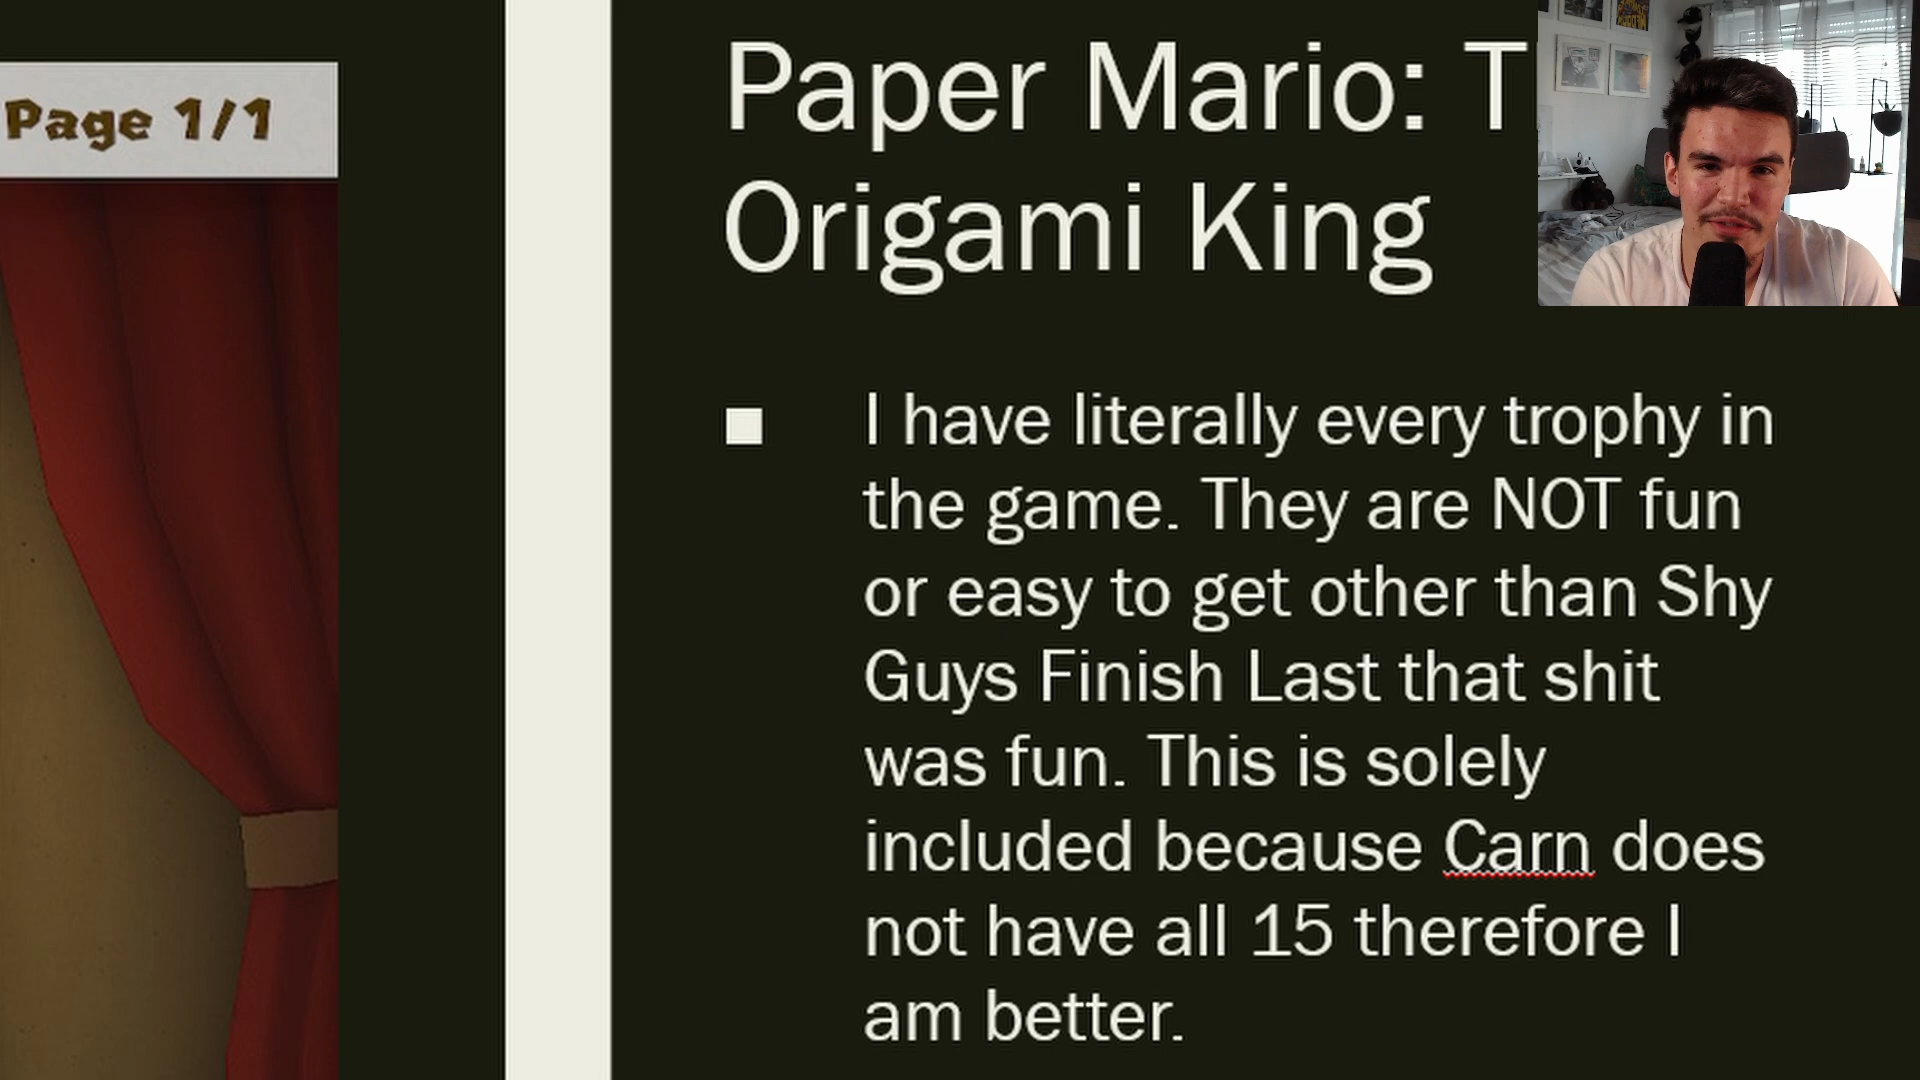 Page 1/1
Paper Mario: T
Origami King
I have literally every trophy in
the game. They are NOT fun
or easy to get other than Shy
Guys Finish Last that shit
was fun. This is solely
included because Carn does
not have all 15 therefore I
am better.